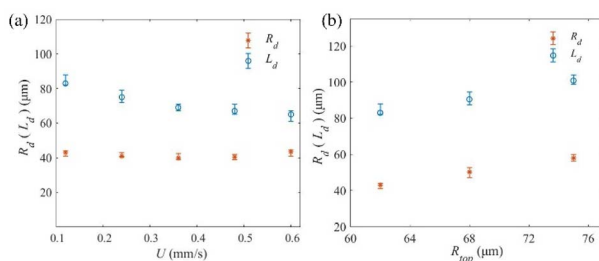 (a)
120
100
80
60
40
20
0.1
0.2
0.3
0.4
0.5
0.6
R_d (L_d) (μm)
U (mm/s)
R_d
L_d
(b)
120
100
80
60
40
20
60
64
68
72
76
R_d (L_d) (μm)
R_top (μm)
R_d
L_d